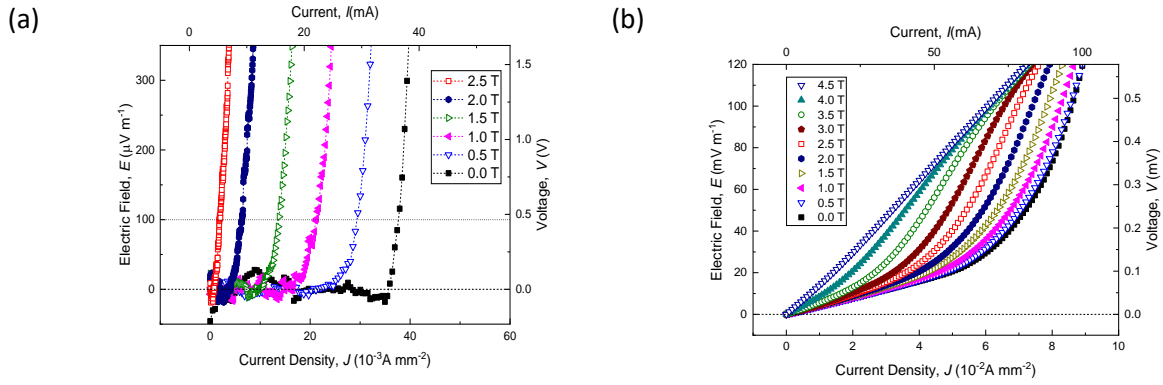 (a)
Current, I(mA)
0 20 40 60
Electric Field, E (µV m⁻¹)
300
200
100
0
2.5 T
2.0 T
1.5 T
1.0 T
0.5 T
0.0 T
1.5
1.0
0.5
0.0
Voltage, V (V)
0 20 40 60
Current Density, J (10⁻³A mm⁻²)
(b)
Current, I(mA)
0 50 100
Electric Field, E (mV m⁻¹)
120
100
80
60
40
20
0
4.5 T
4.0 T
3.5 T
3.0 T
2.5 T
2.0 T
1.5 T
1.0 T
0.5 T
0.0 T
0.5
0.4
0.3
0.2
0.1
0.0
Voltage, V (mV)
0 2 4 6 8 10
Current Density, J (10⁻²A mm⁻²)